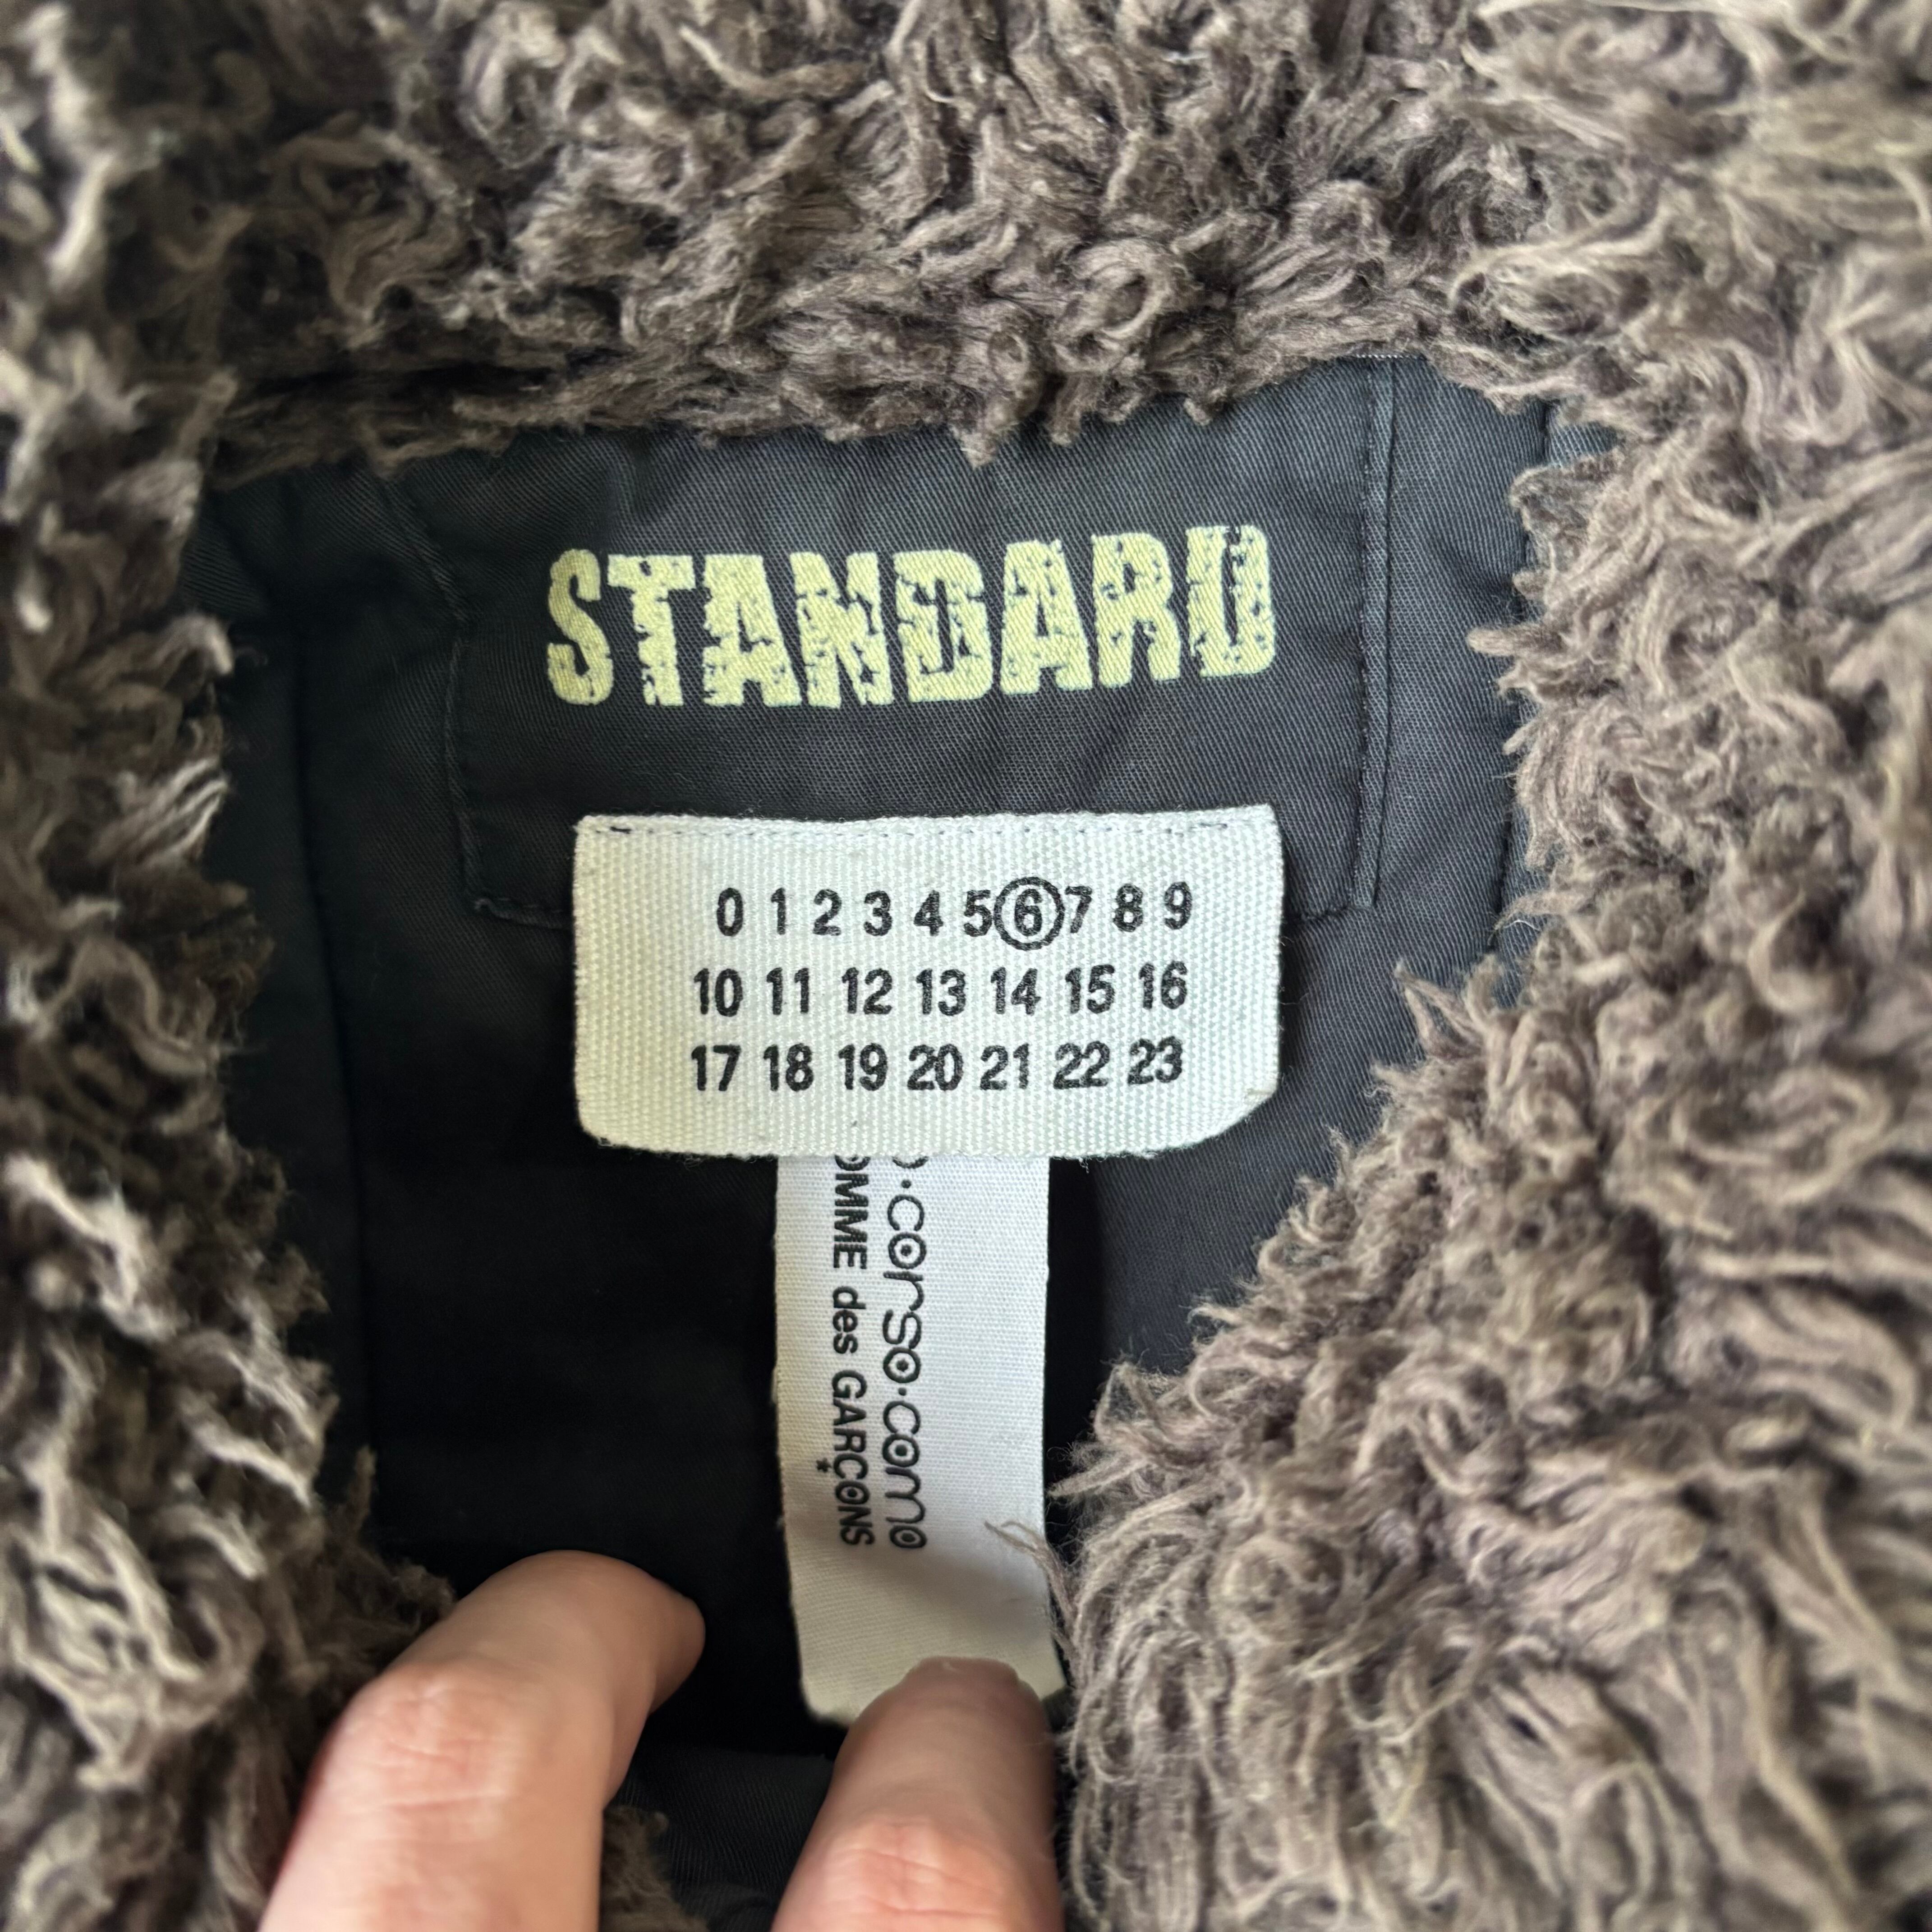 STANDARD
0 1 2 3 4 5 6 7 8 9
10 11 12 13 14 15 16
17 18 19 20 21 22 23
.corso.como
OMME des GARCONS
*